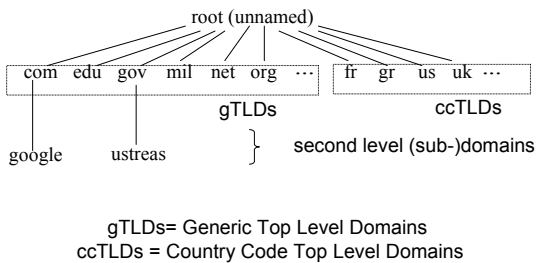 root (unnamed)
com edu gov mil net org ... fr gr us uk ...
gTLDs ccTLDs
google ustreas } second level (sub-)domains
gTLDs= Generic Top Level Domains
ccTLDs = Country Code Top Level Domains